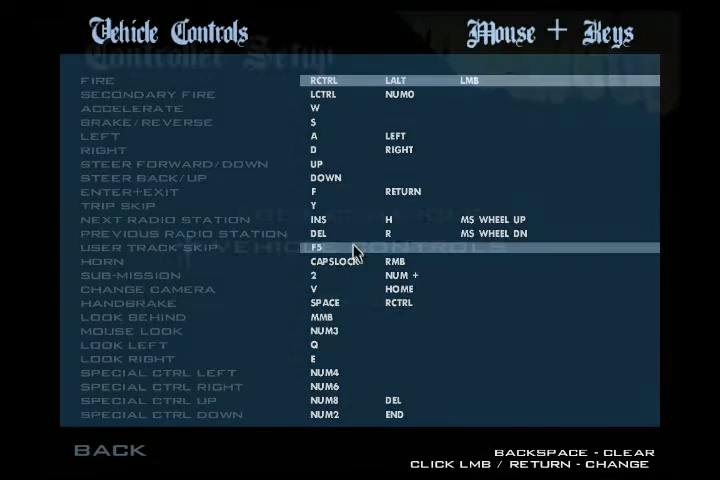 Vehicle Controls Mouse + Keys
Controller Setup
FIRE RCTRL LALT LMB
SECONDARY FIRE LCTRL NUM0
ACCELERATE W
BRAKE/REVERSE S
LEFT A LEFT
RIGHT D RIGHT
STEER FORWARD/DOWN UP
STEER BACK/UP DOWN
ENTER+EXIT F RETURN
TRIP SKIP Y
NEXT RADIO STATION INS H MS WHEEL UP
PREVIOUS RADIO STATION DEL R MS WHEEL DN
USER TRACK SKIP F5
VEHICLE CONTROLS
HORN CAPSLOCK RMB
SUB-MISSION 2 NUM +
CHANGE CAMERA V HOME
HANDBRAKE SPACE RCTRL
LOOK BEHIND MMB
MOUSE LOOK NUM3
LOOK LEFT Q
LOOK RIGHT E
SPECIAL CTRL LEFT NUM4
SPECIAL CTRL RIGHT NUM6
SPECIAL CTRL UP NUM8 DEL
SPECIAL CTRL DOWN NUM2 END
BACK BACKSPACE - CLEAR
CLICK LMB / RETURN - CHANGE